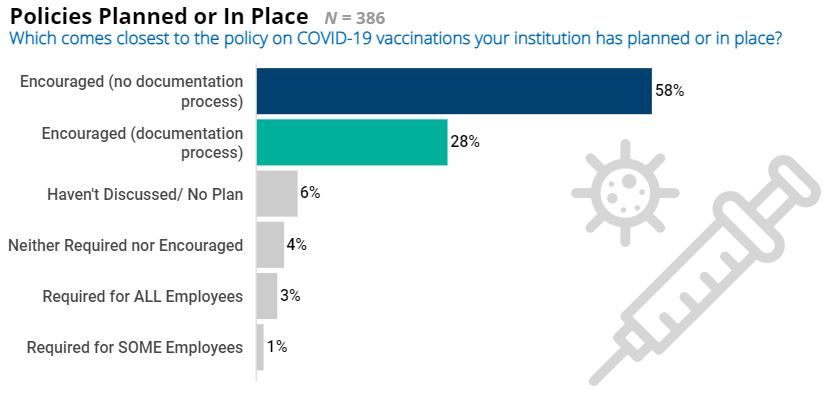 Policies Planned or In Place N = 386
Which comes closest to the policy on COVID-19 vaccinations your institution has planned or in place?
Encouraged (no documentation
process)
58%
Encouraged (documentation
process)
28%
Haven't Discussed/ No Plan
6%
Neither Required nor Encouraged
4%
Required for ALL Employees
3%
Required for SOME Employees
1%